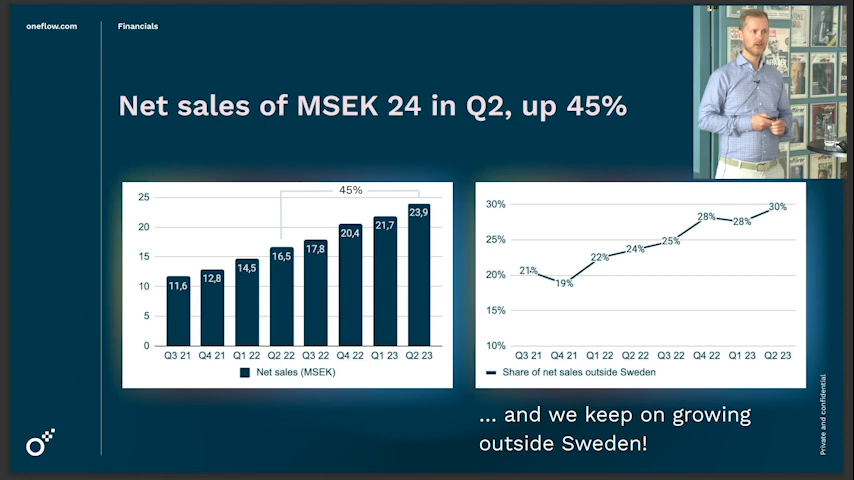 oneflow.com
Financials
Net sales of MSEK 24 in Q2, up 45%
45%
25
20
15
10
5
0
11,6
12,8
14,5
16,5
17,8
20,4
21,7
23,9
Q3 21 Q4 21 Q1 22 Q2 22 Q3 22 Q4 22 Q1 23 Q2 23
Net sales (MSEK)
30%
25%
20%
15%
10%
21%
19%
22%
24%
25%
28%
28%
30%
Q3 21 Q4 21 Q1 22 Q2 22 Q3 22 Q4 22 Q1 23 Q2 23
Share of net sales outside Sweden
... and we keep on growing
outside Sweden!
Private and confidential